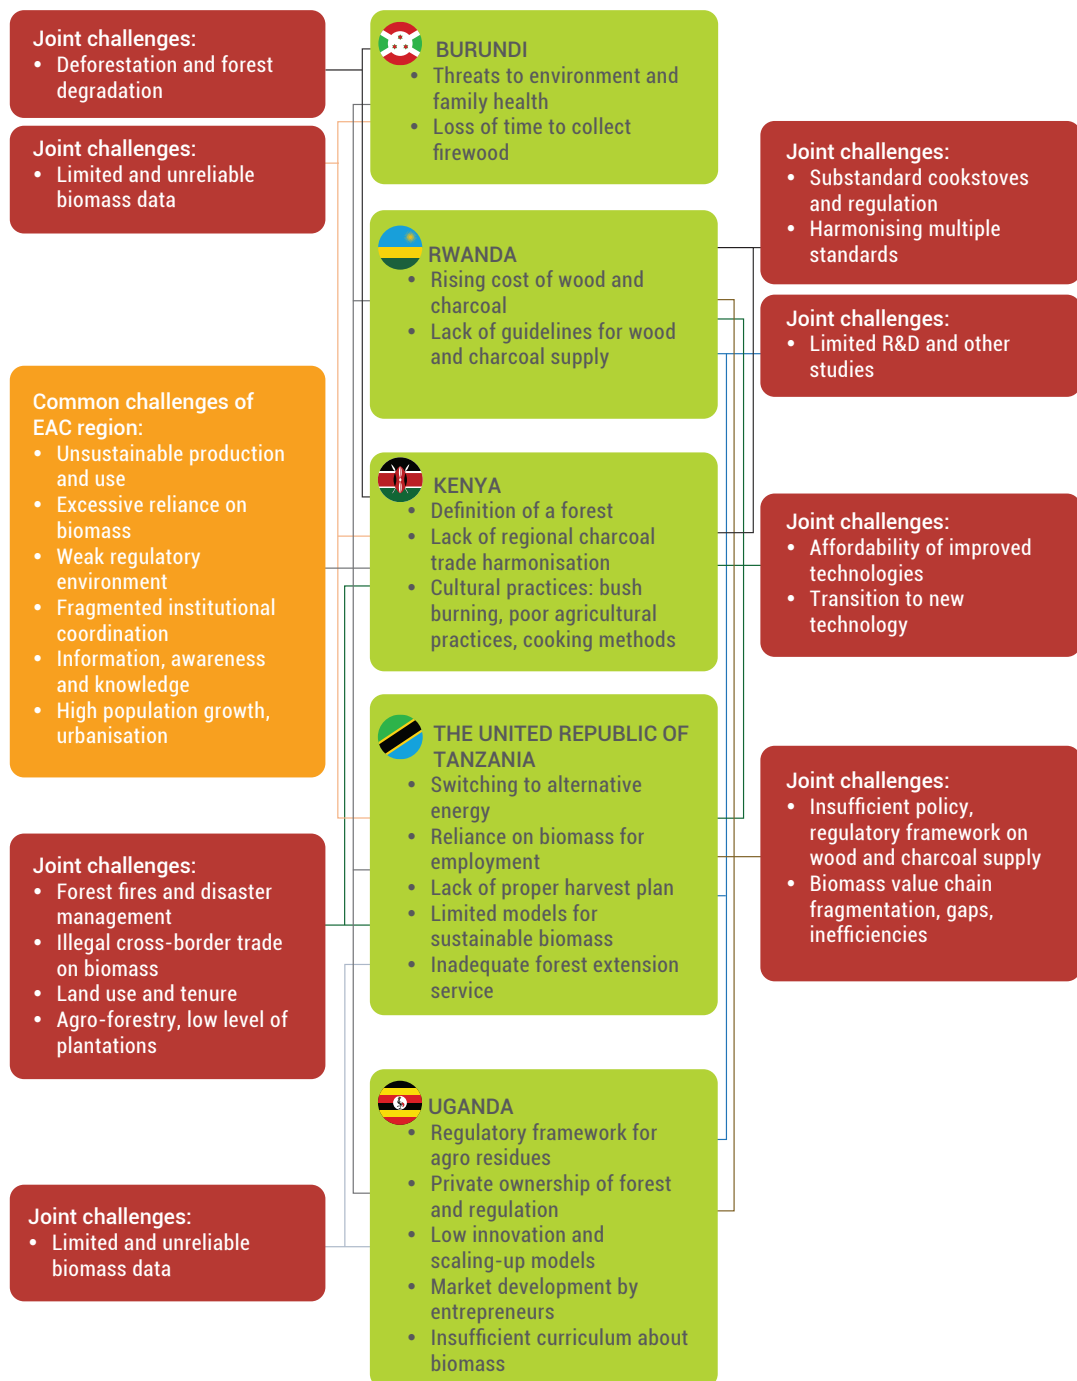 Joint challenges:
• Deforestation and forest
degradation
Joint challenges:
• Limited and unreliable
biomass data
Common challenges of
EAC region:
• Unsustainable production
and use
• Excessive reliance on
biomass
• Weak regulatory
environment
• Fragmented institutional
coordination
• Information, awareness
and knowledge
• High population growth,
urbanisation
Joint challenges:
• Forest fires and disaster
management
• Illegal cross-border trade
on biomass
• Land use and tenure
• Agro-forestry, low level of
plantations
Joint challenges:
• Limited and unreliable
biomass data
BURUNDI
• Threats to environment and
family health
• Loss of time to collect
firewood
RWANDA
• Rising cost of wood and
charcoal
• Lack of guidelines for wood
and charcoal supply
KENYA
• Definition of a forest
• Lack of regional charcoal
trade harmonisation
• Cultural practices: bush
burning, poor agricultural
practices, cooking methods
THE UNITED REPUBLIC OF
TANZANIA
• Switching to alternative
energy
• Reliance on biomass for
employment
• Lack of proper harvest plan
• Limited models for
sustainable biomass
• Inadequate forest extension
service
UGANDA
• Regulatory framework for
agro residues
• Private ownership of forest
and regulation
• Low innovation and
scaling-up models
• Market development by
entrepreneurs
• Insufficient curriculum about
biomass
Joint challenges:
• Substandard cookstoves
and regulation
• Harmonising multiple
standards
Joint challenges:
• Limited R&D and other
studies
Joint challenges:
• Affordability of improved
technologies
• Transition to new
technology
Joint challenges:
• Insufficient policy,
regulatory framework on
wood and charcoal supply
• Biomass value chain
fragmentation, gaps,
inefficiencies